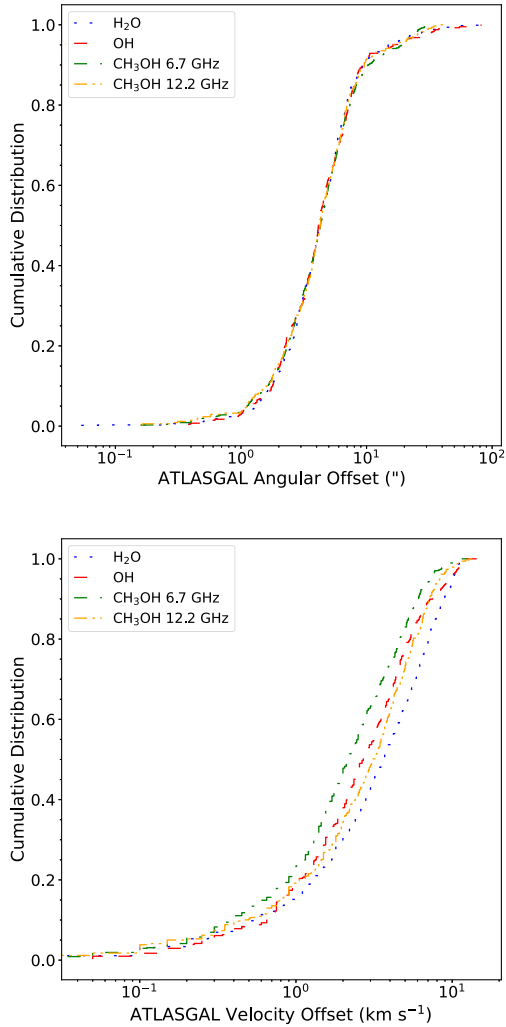 H₂O
OH
CH₃OH 6.7 GHz
CH₃OH 12.2 GHz
1.0
0.8
0.6
0.4
0.2
0.0
Cumulative Distribution
10⁻¹ 10⁰ 10¹ 10²
ATLASGAL Angular Offset (")
H₂O
OH
CH₃OH 6.7 GHz
CH₃OH 12.2 GHz
1.0
0.8
0.6
0.4
0.2
0.0
Cumulative Distribution
10⁻¹ 10⁰ 10¹
ATLASGAL Velocity Offset (km s⁻¹)